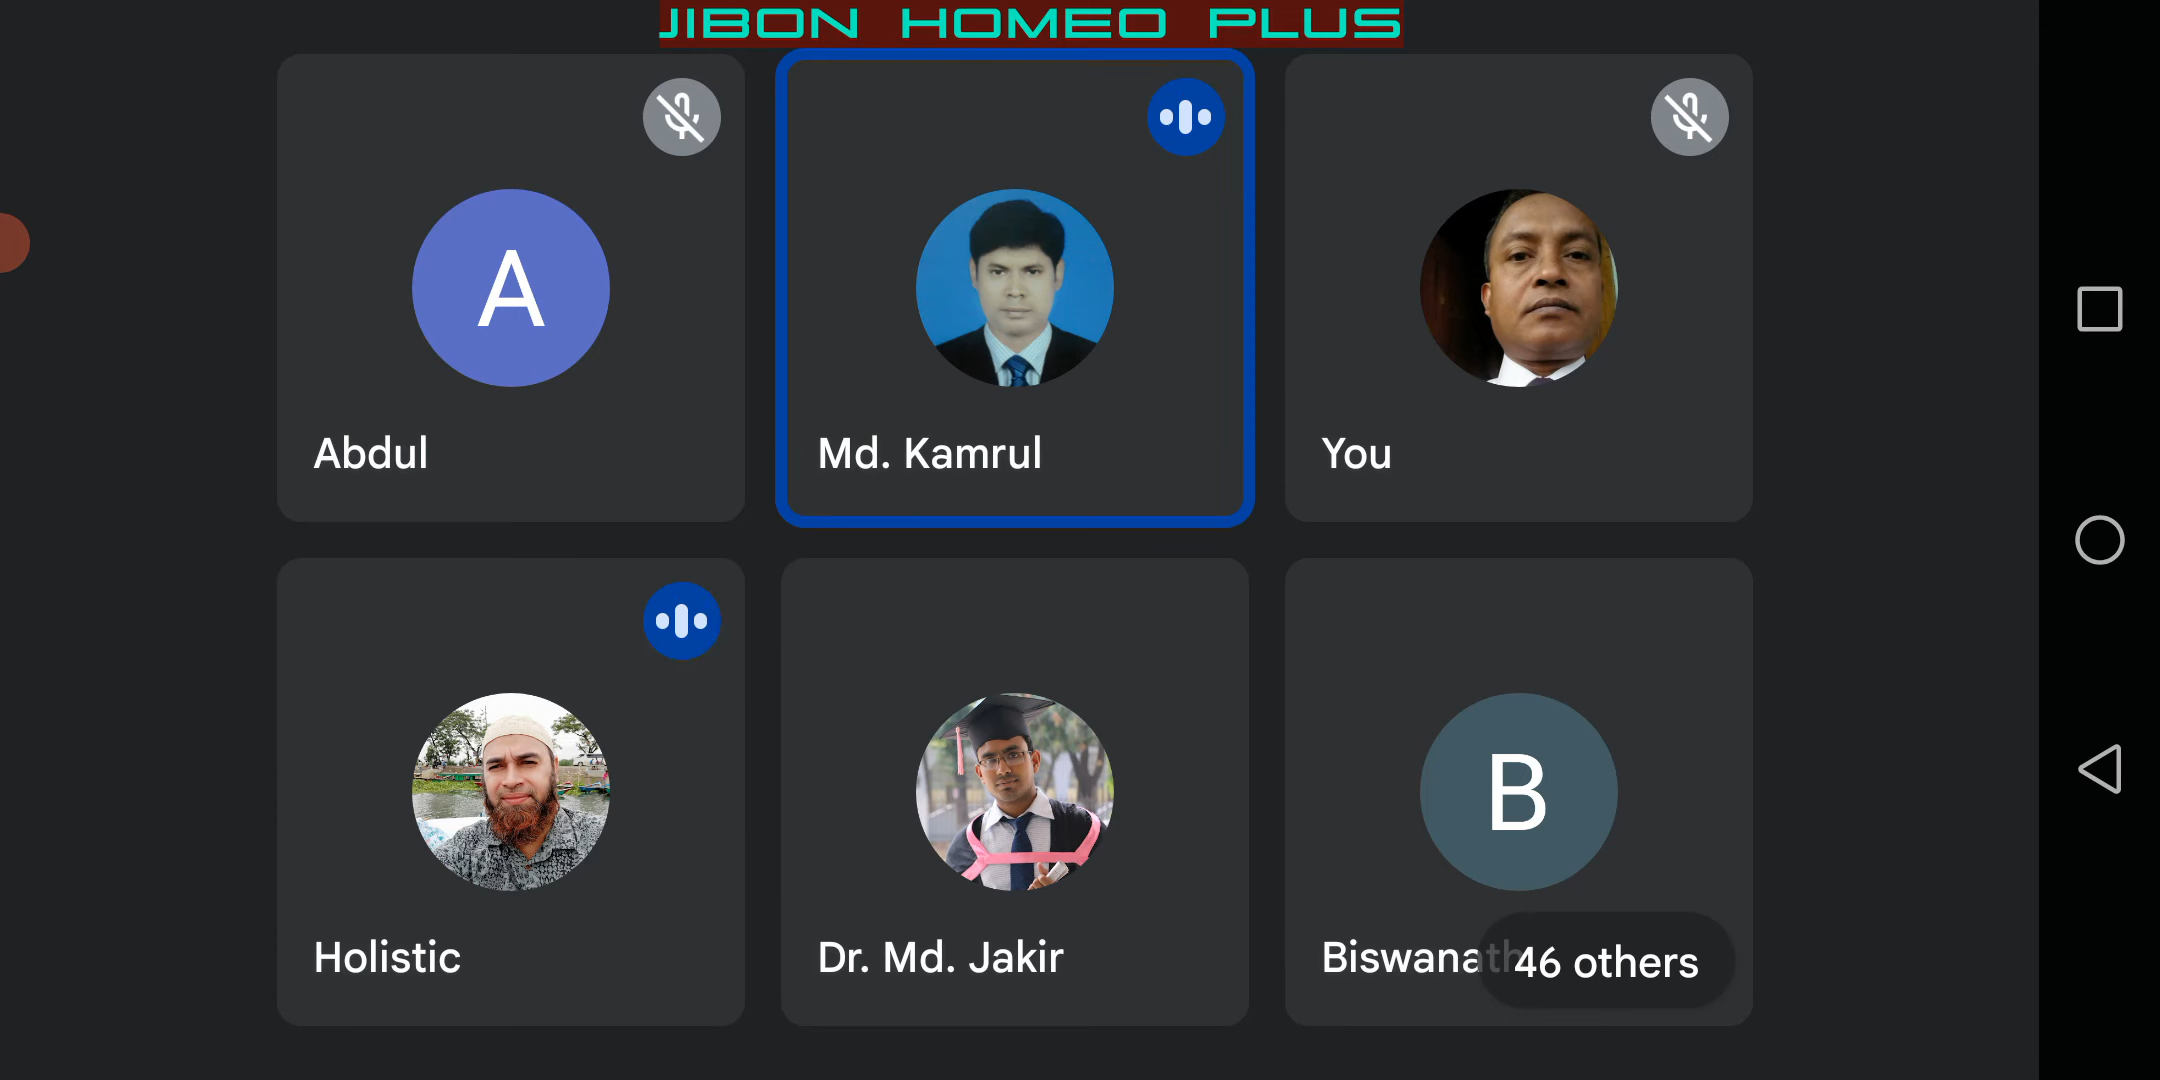 JIBON HOMEO PLUS
A
Abdul
Md. Kamrul
You
Holistic
Dr. Md. Jakir
B
Biswanath
46 others